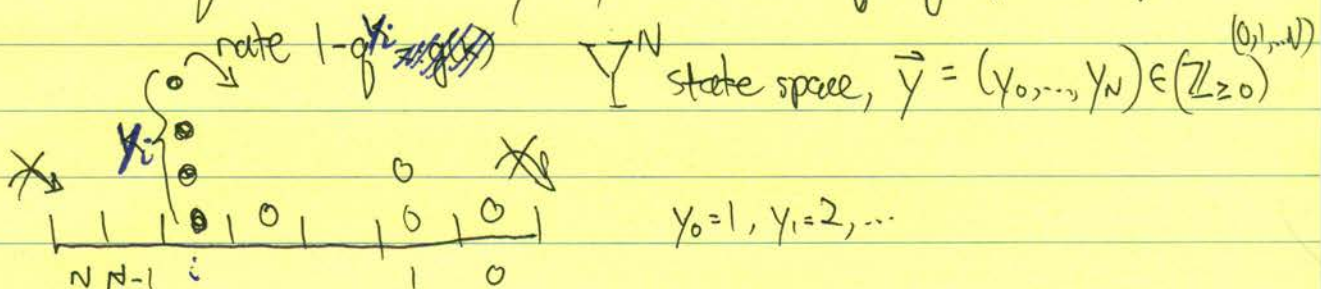 rate 1-q^{y_i}
Y^N state space, \vec{y} = (y_0,..., y_N) ∈ (ℤ_{≥0})^{(0,1,...N)}
y_i
y_0=1, y_1=2, ...
N N-1 i 1 0